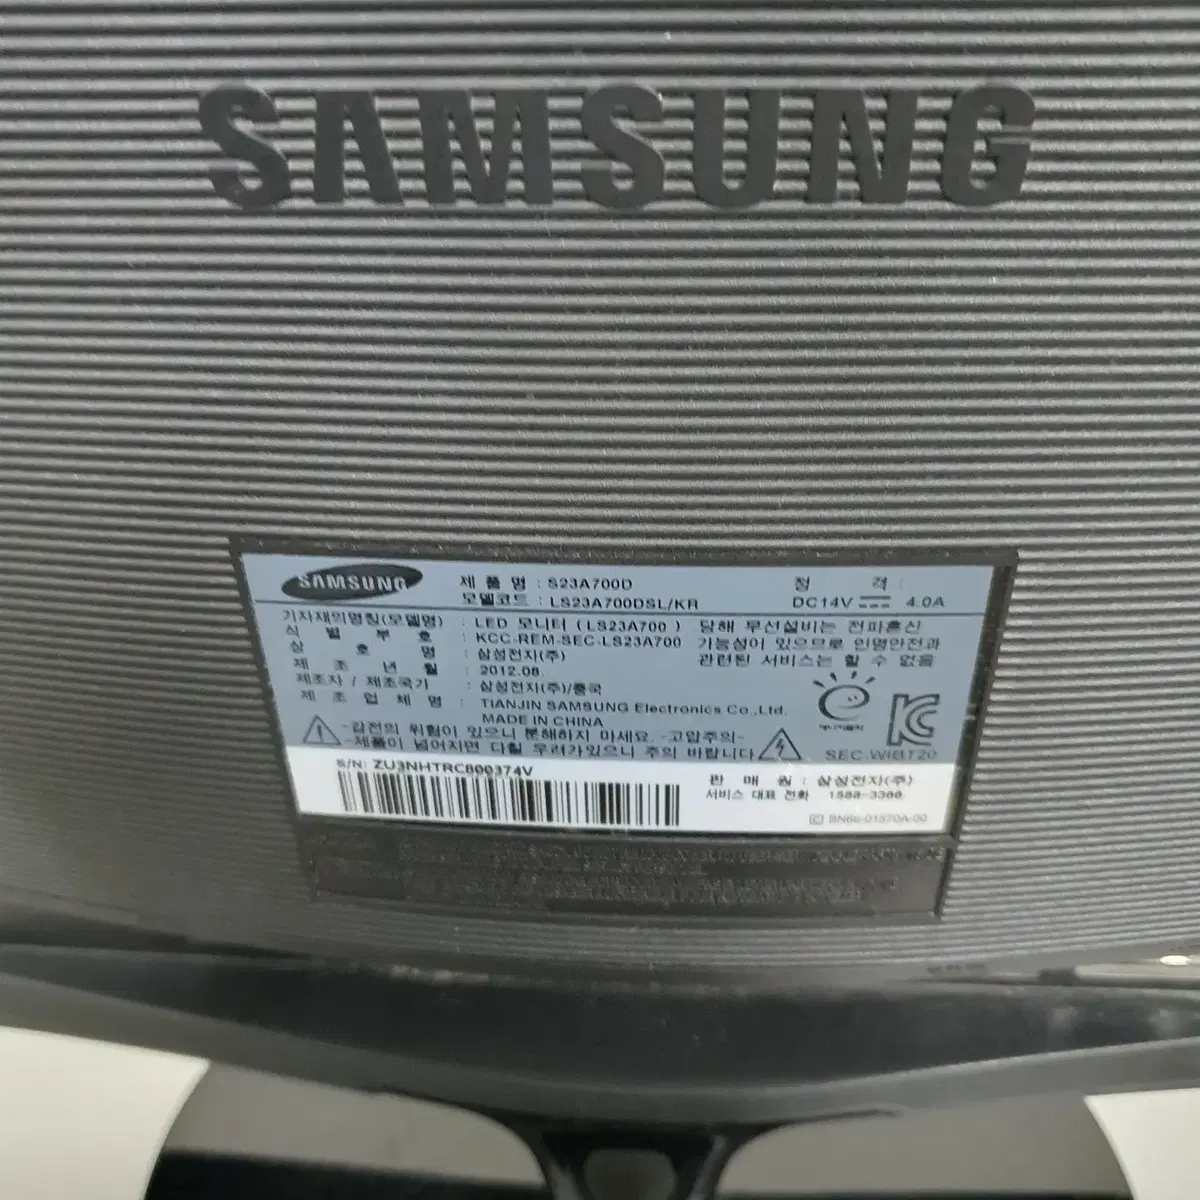 SAMSUNG
SAMSUNG
제 품 명 : S23A700D
정 격 :
모델코드 : LS23A700DSL/KR
DC14V 4.0A
기자재의명칭(모델명) : LED 모니터 ( LS23A700 )
식 별 부 호 : KCC-REM-SEC-LS23A700
상 호 명 : 삼성전자(주)
제 조 년 월 : 2012.08.
제조자 / 제조국가 : 삼성전자(주)/중국
제 조 업 체 명 : TIANJIN SAMSUNG Electronics Co.,Ltd.
MADE IN CHINA
당해 무선설비는 전파혼신
가능성이 있으므로 인명안전과
관련된 서비스는 할 수 없음
-감전의 위험이 있으니 분해하지 마세요. -고압주의-
-제품이 넘어지면 다칠 우려가있으니 주의 바랍니다
SEC-WIBT20
S/N: ZU3NHTRC800374V
판 매 원 : 삼성전자(주)
서비스 대표 전화 1588-3366